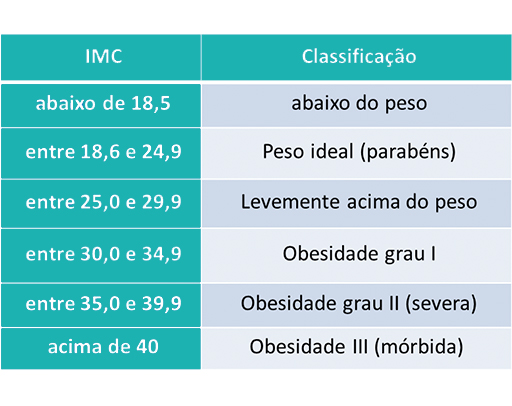 IMC Classificação
abaixo de 18,5 abaixo do peso
entre 18,6 e 24,9 Peso ideal (parabéns)
entre 25,0 e 29,9 Levemente acima do peso
entre 30,0 e 34,9 Obesidade grau I
entre 35,0 e 39,9 Obesidade grau II (severa)
acima de 40 Obesidade III (mórbida)